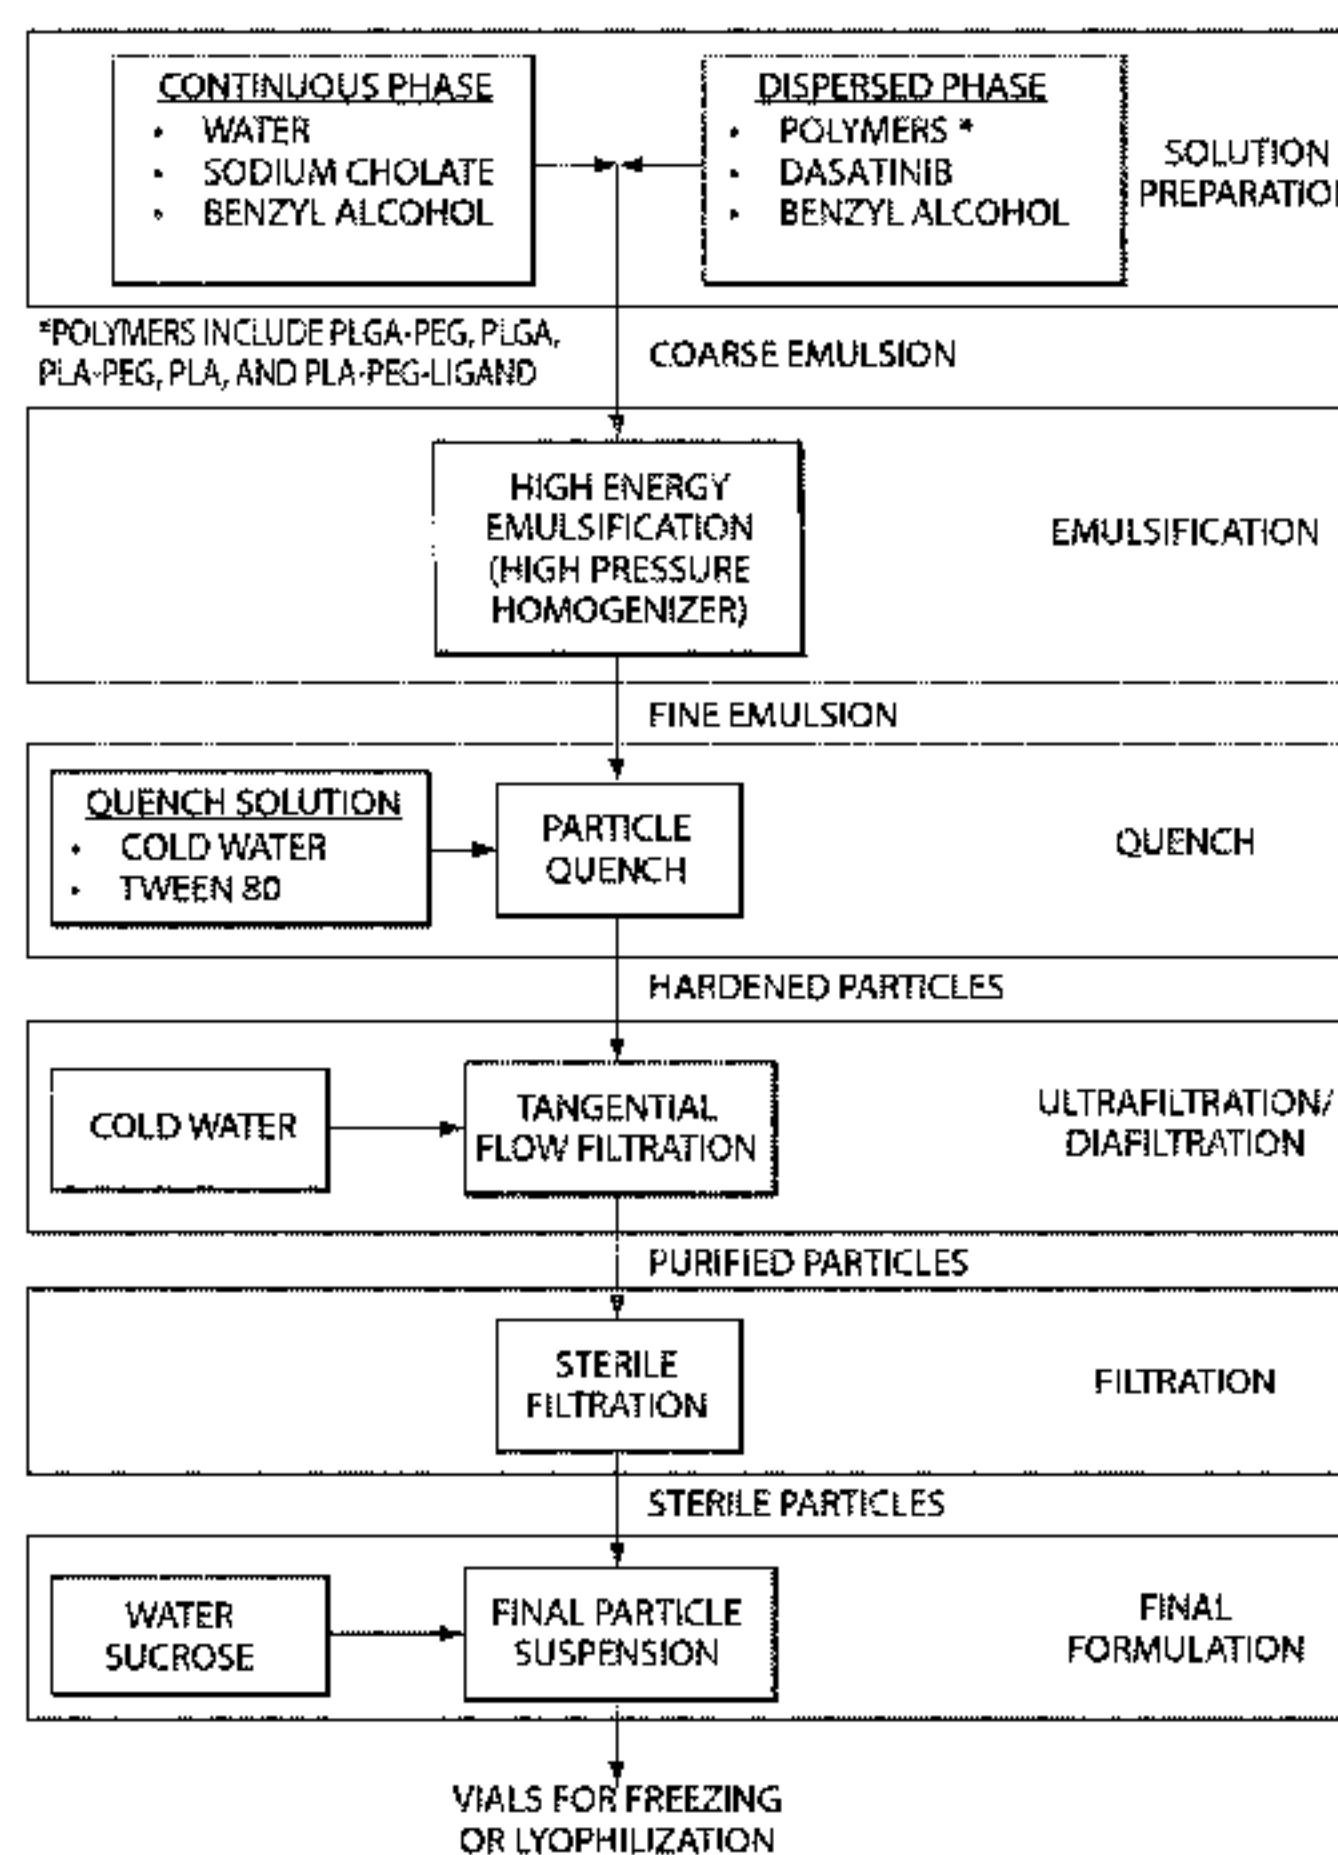 CONTINUOUS PHASE
• WATER
• SODIUM CHOLATE
• BENZYL ALCOHOL
DISPERSED PHASE
• POLYMERS *
• DASATINIB
• BENZYL ALCOHOL
SOLUTION
PREPARATION
*POLYMERS INCLUDE PLGA-PEG, PLGA,
PLA-PEG, PLA, AND PLA-PEG-LIGAND
COARSE EMULSION
HIGH ENERGY
EMULSIFICATION
(HIGH PRESSURE
HOMOGENIZER)
EMULSIFICATION
FINE EMULSION
QUENCH SOLUTION
• COLD WATER
• TWEEN 80
PARTICLE
QUENCH
QUENCH
HARDENED PARTICLES
COLD WATER
TANGENTIAL
FLOW FILTRATION
ULTRAFILTRATION/
DIAFILTRATION
PURIFIED PARTICLES
STERILE
FILTRATION
FILTRATION
STERILE PARTICLES
WATER
SUCROSE
FINAL PARTICLE
SUSPENSION
FINAL
FORMULATION
VIALS FOR FREEZING
OR LYOPHILIZATION